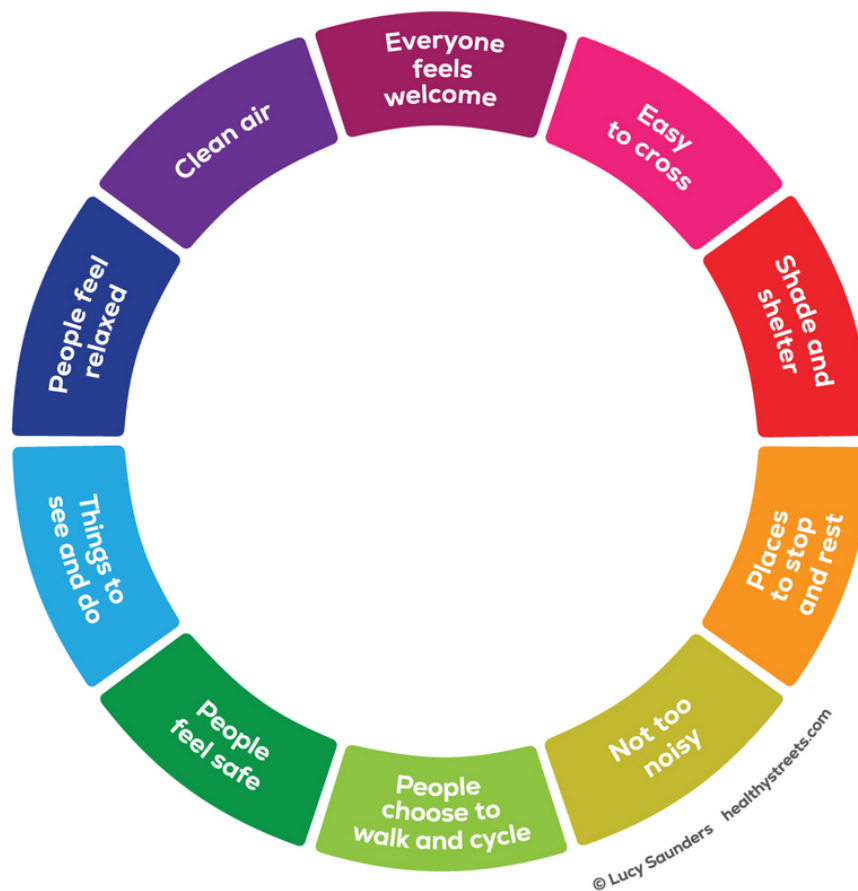 Everyone
feels
welcome
Easy
to cross
Shade and
shelter
Places
to stop
and rest
Not too
noisy
People
choose to
walk and cycle
People
feel safe
Things to
see and do
People feel
relaxed
Clean air
© Lucy Saunders healthystreets.com